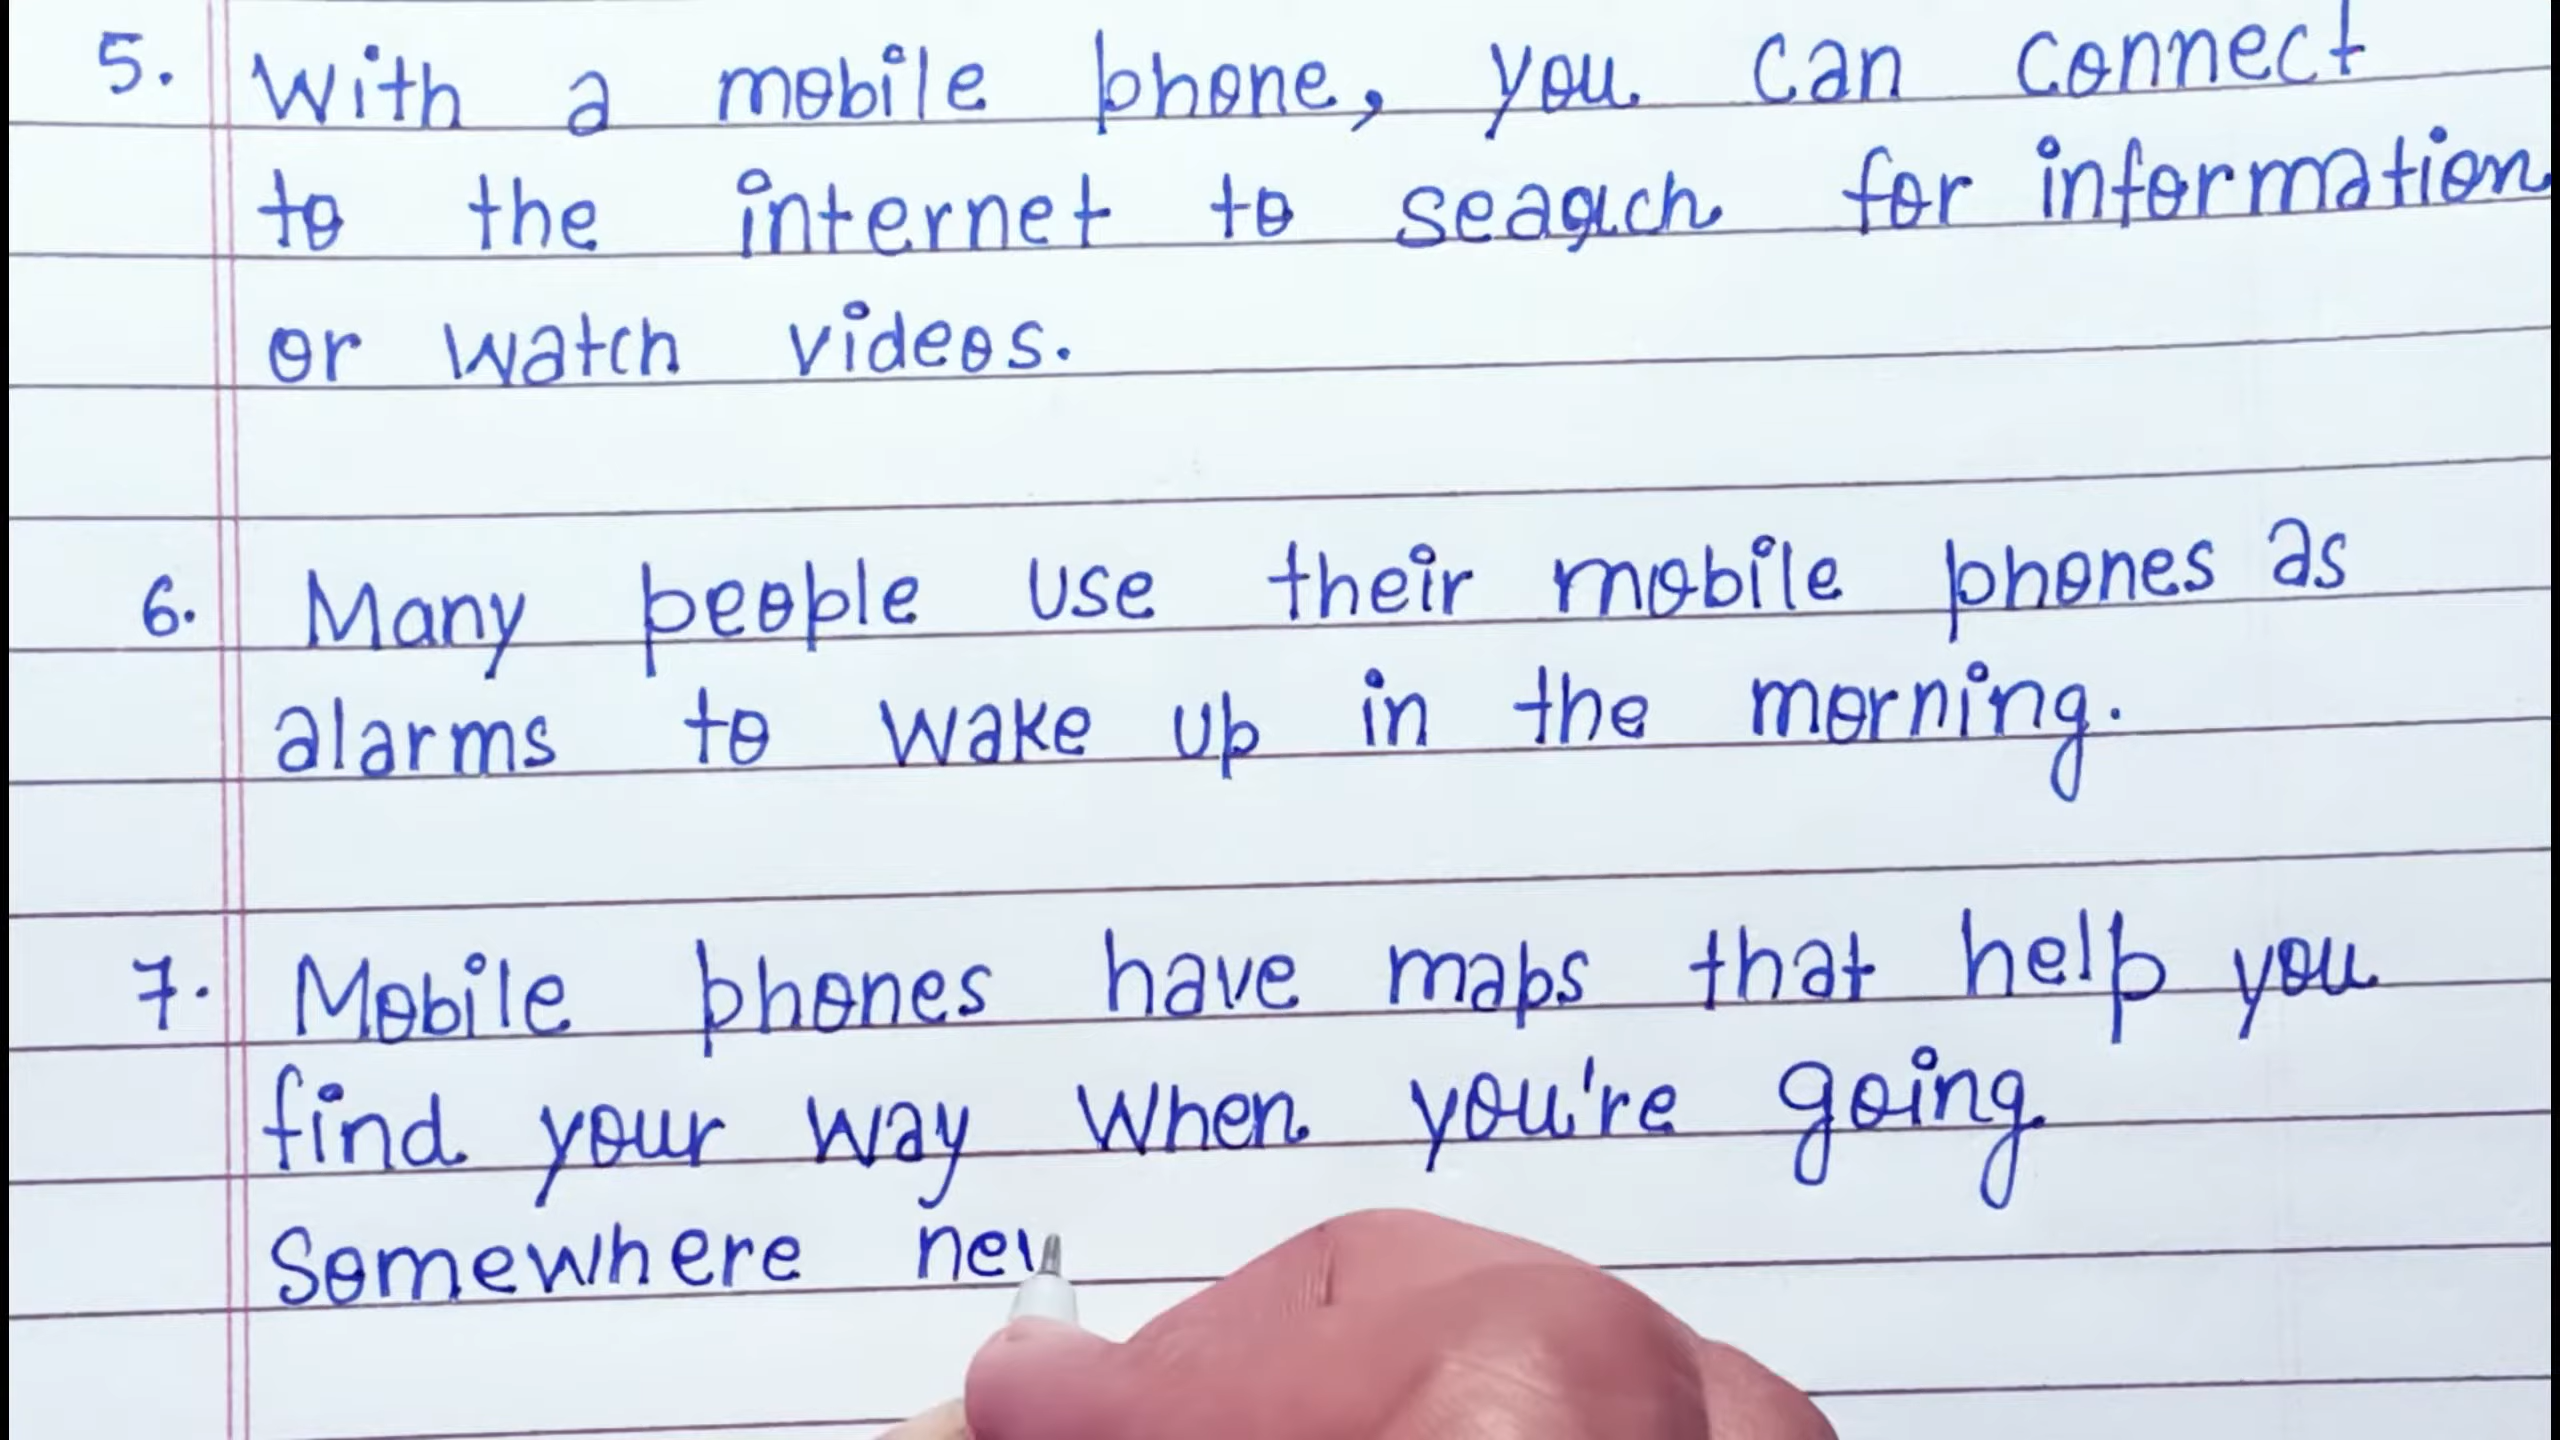 5. With a mobile phone, you can connect
to the internet to seaach for information
or watch videos.
6. Many people use their mobile phones as
alarms to wake up in the morning.
7. Mobile phones have maps that help you
find your way when you're going
Somewhere